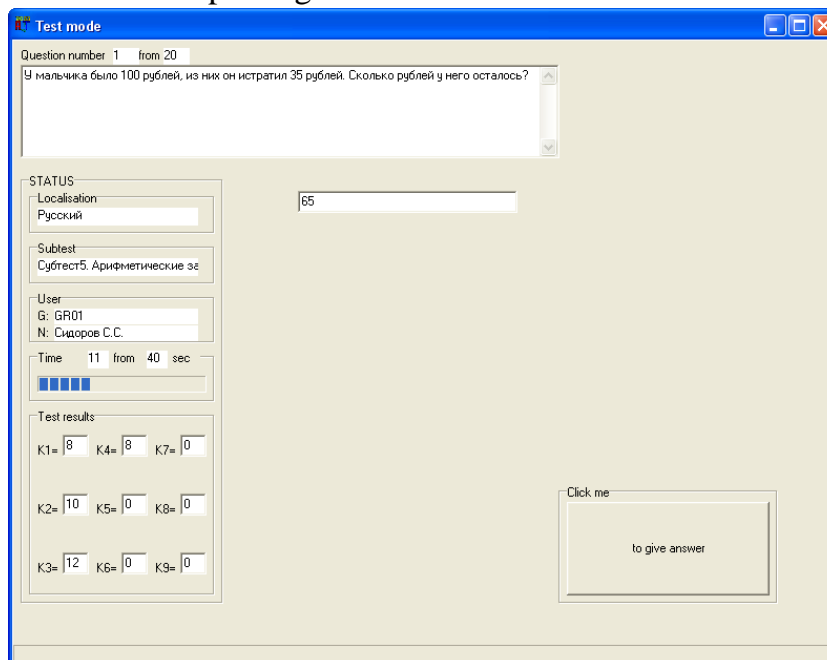 Test mode
Question number 1 from 20
У мальчика было 100 рублей, из них он истратил 35 рублей. Сколько рублей у него осталось?
STATUS
Localisation
Русский
65
Subtest
Субтест5. Арифметические за
User
G: GR01
N: Сидоров С.С.
Time 11 from 40 sec
Test results
K1= 8 K4= 8 K7= 0
K2= 10 K5= 0 K8= 0
K3= 12 K6= 0 K9= 0
Click me
to give answer